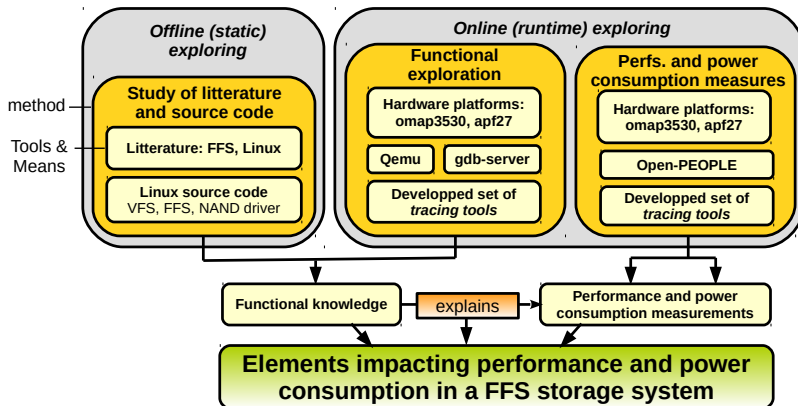 Offline (static)
exploring
Online (runtime) exploring
method
Tools &
Means
Study of litterature
and source code
Litterature: FFS, Linux
Linux source code
VFS, FFS, NAND driver
Functional
exploration
Hardware platforms:
omap3530, apf27
Qemu
gdb-server
Developped set of
tracing tools
Perfs. and power
consumption measures
Hardware platforms:
omap3530, apf27
Open-PEOPLE
Developped set of
tracing tools
Functional knowledge
explains
Performance and power
consumption measurements
Elements impacting performance and power
consumption in a FFS storage system